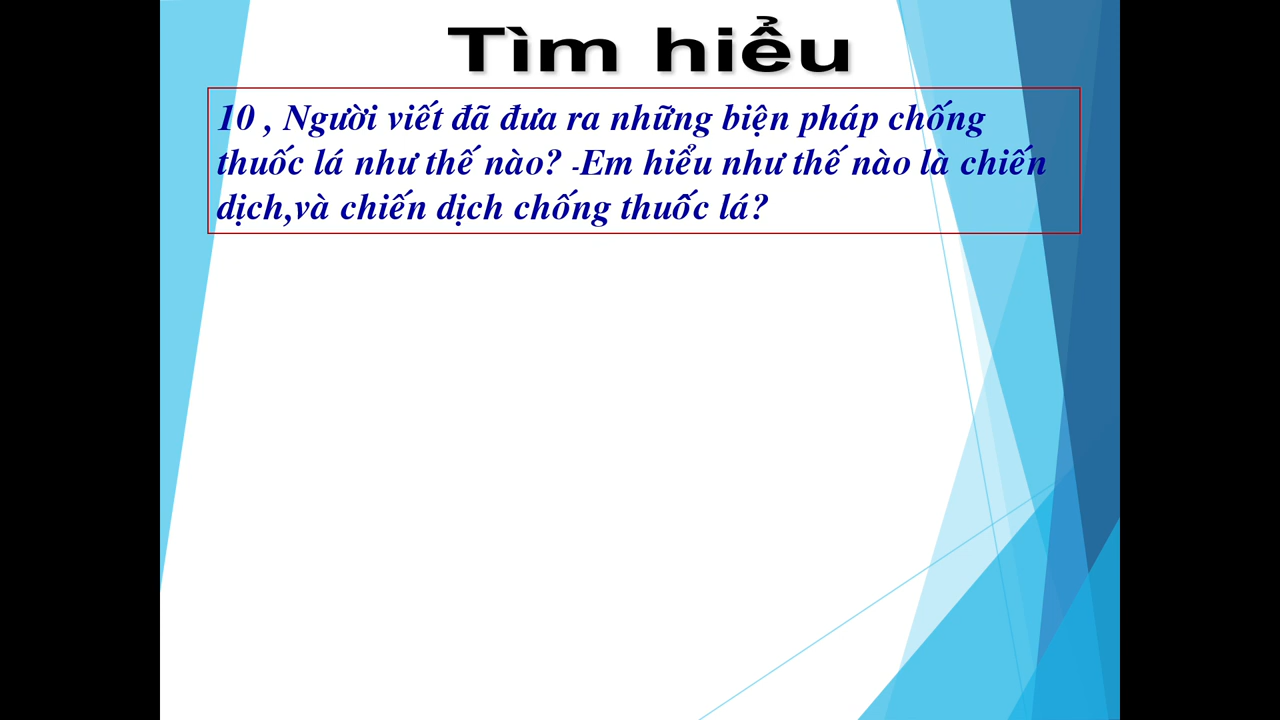 Tìm hiểu
10 , Người viết đã đưa ra những biện pháp chống
thuốc lá như thế nào? -Em hiểu như thế nào là chiến
dịch,và chiến dịch chống thuốc lá?